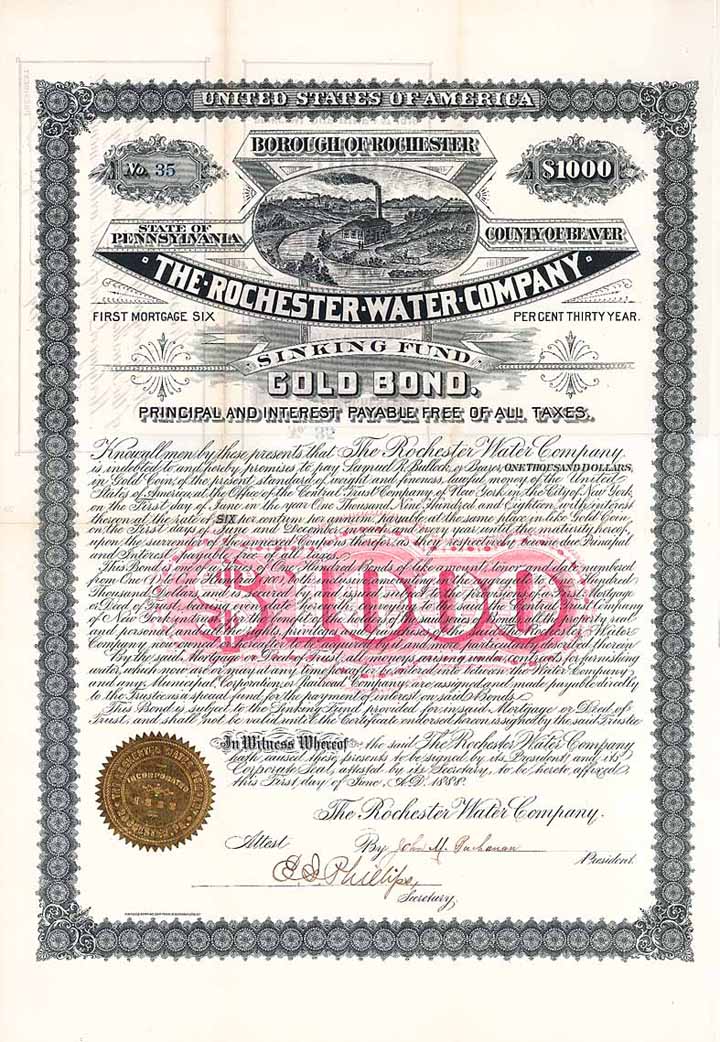 UNITED STATES OF AMERICA
BOROUGH OF ROCHESTER
No. 35
$1000
STATE OF PENNSYLVANIA
COUNTY OF BEAVER
·THE·ROCHESTER·WATER·COMPANY·
FIRST MORTGAGE SIX PER CENT THIRTY YEAR.
SINKING FUND
GOLD BOND.
PRINCIPAL AND INTEREST PAYABLE FREE OF ALL TAXES.
Know all men by these presents that The Rochester Water Company
is indebted to and hereby promises to pay Samuel R. Bullock, or Bearer, ONE THOUSAND DOLLARS,
in Gold Coin, of the present standard of weight and fineness, lawful money of the United
States of America, at the Office of the Central Trust Company of New York, in the City of New York,
on the First day of June in the year One Thousand Nine Hundred and Eighteen, with interest
thereon at the rate of SIX per centum per annum, payable at the same place, in like Gold Coin,
on the First days of June and December, in each and every year until the maturity hereof,
upon the surrender of the annexed Coupons therefor, as they respectively become due. Principal
and Interest payable free of all taxes.
This Bond is one of a series of One Hundred Bonds of like amount, tenor and date, numbered
from One (1) to One Hundred (100), both inclusive, amounting in the aggregate to One Hundred
Thousand Dollars and is secured by and issued under the provisions of a Mortgage
or Deed of Trust, bearing even date herewith, conveying to the said the Central Trust Company
of New York, in trust for the benefit of the holders of said issue of Bonds, all the property real
and personal, and the rights, privileges and franchises of the said The Rochester Water
Company, now owned or hereafter to be acquired by it and more particularly described therein.
By the said Mortgage or Deed of Trust, all moneys arising under contracts for furnishing
water, which now are or may at any time hereafter be entered into between the Water Company
and any Municipal Corporation or Railroad Company, are assigned and made payable directly
to the Trustee as a special fund for the payment of interest on said Bonds.
This Bond is subject to the Sinking Fund provided for in said Mortgage or Deed of
Trust, and shall not be valid until the Certificate endorsed hereon is signed by the said Trustee
$1000
In Witness Whereof the said The Rochester Water Company
hath caused these presents to be signed by its President and its
Corporate Seal, attested by its Secretary, to be hereto affixed
this First day of June, A.D. 1888.
INCORPORATED
The Rochester Water Company.
Attest
By John M. Buchanan
President.
Phillips,
Secretary.